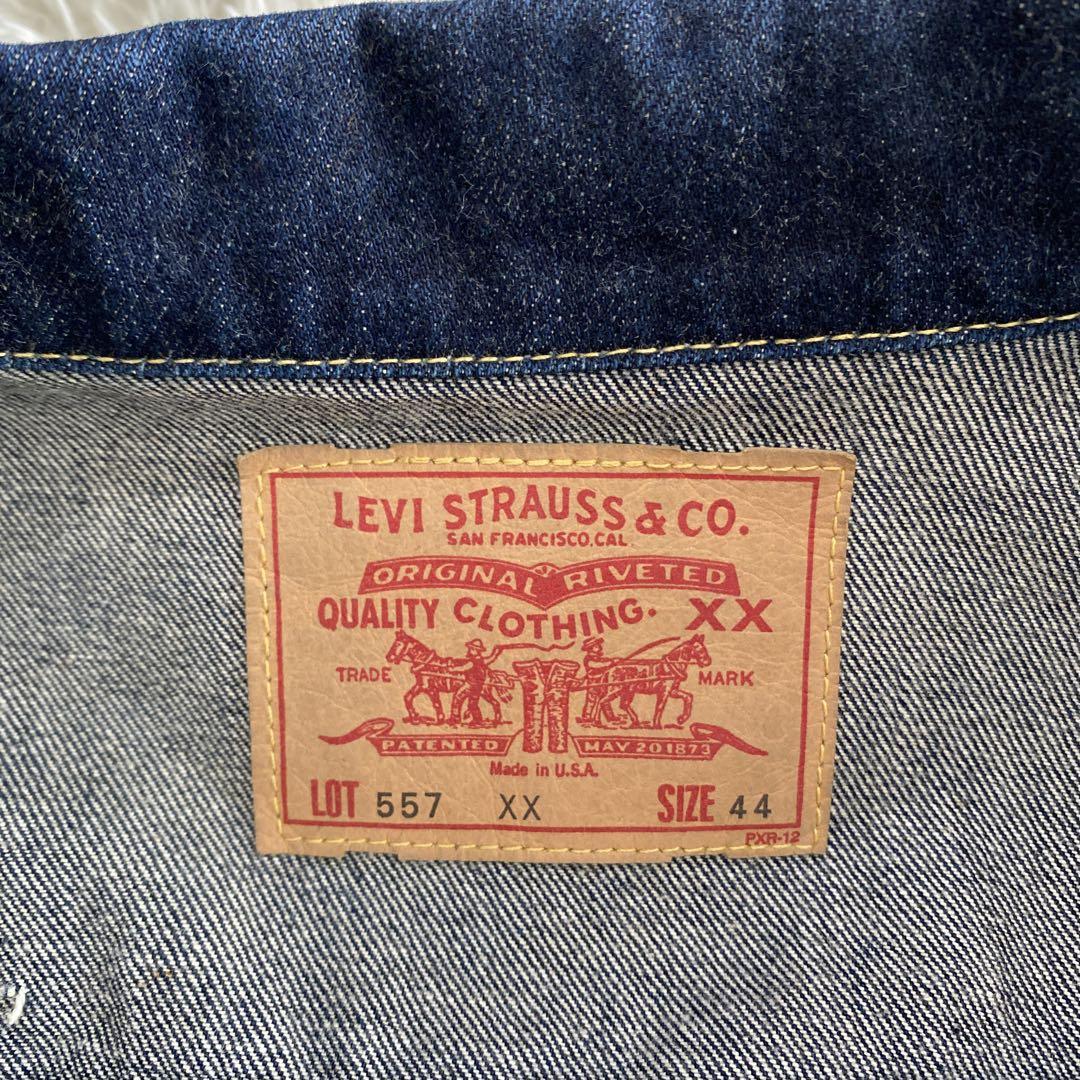 LEVI STRAUSS & CO.
SAN FRANCISCO, CAL.
ORIGINAL RIVETED
QUALITY CLOTHING. XX
TRADE MARK
PATENTED MAY 20 1873
Made in U.S.A.
LOT 557 XX SIZE 44
PXR-12